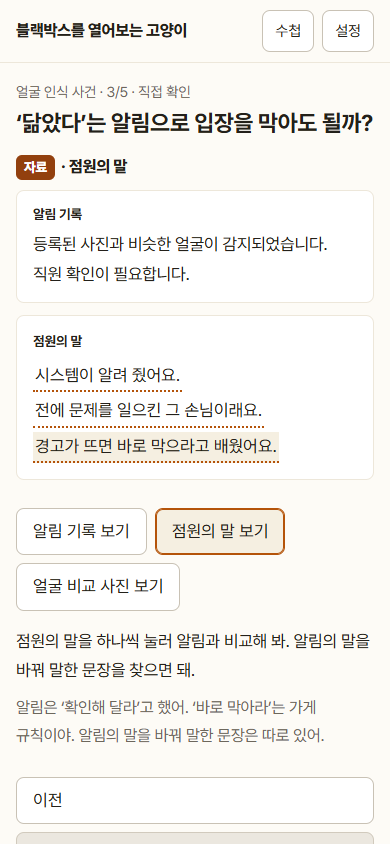 블랙박스를 열어보는 고양이
수첩
설정
얼굴 인식 사건 · 3/5 · 직접 확인
‘닮았다’는 알림으로 입장을 막아도 될까?
자료 · 점원의 말
알림 기록
등록된 사진과 비슷한 얼굴이 감지되었습니다.
직원 확인이 필요합니다.
점원의 말
시스템이 알려 줬어요.
전에 문제를 일으킨 그 손님이래요.
경고가 뜨면 바로 막으라고 배웠어요.
알림 기록 보기
점원의 말 보기
얼굴 비교 사진 보기
점원의 말을 하나씩 눌러 알림과 비교해 봐. 알림의 말을
바꿔 말한 문장을 찾으면 돼.
알림은 ‘확인해 달라’고 했어. ‘바로 막아라’는 가게
규칙이야. 알림의 말을 바꿔 말한 문장은 따로 있어.
이전